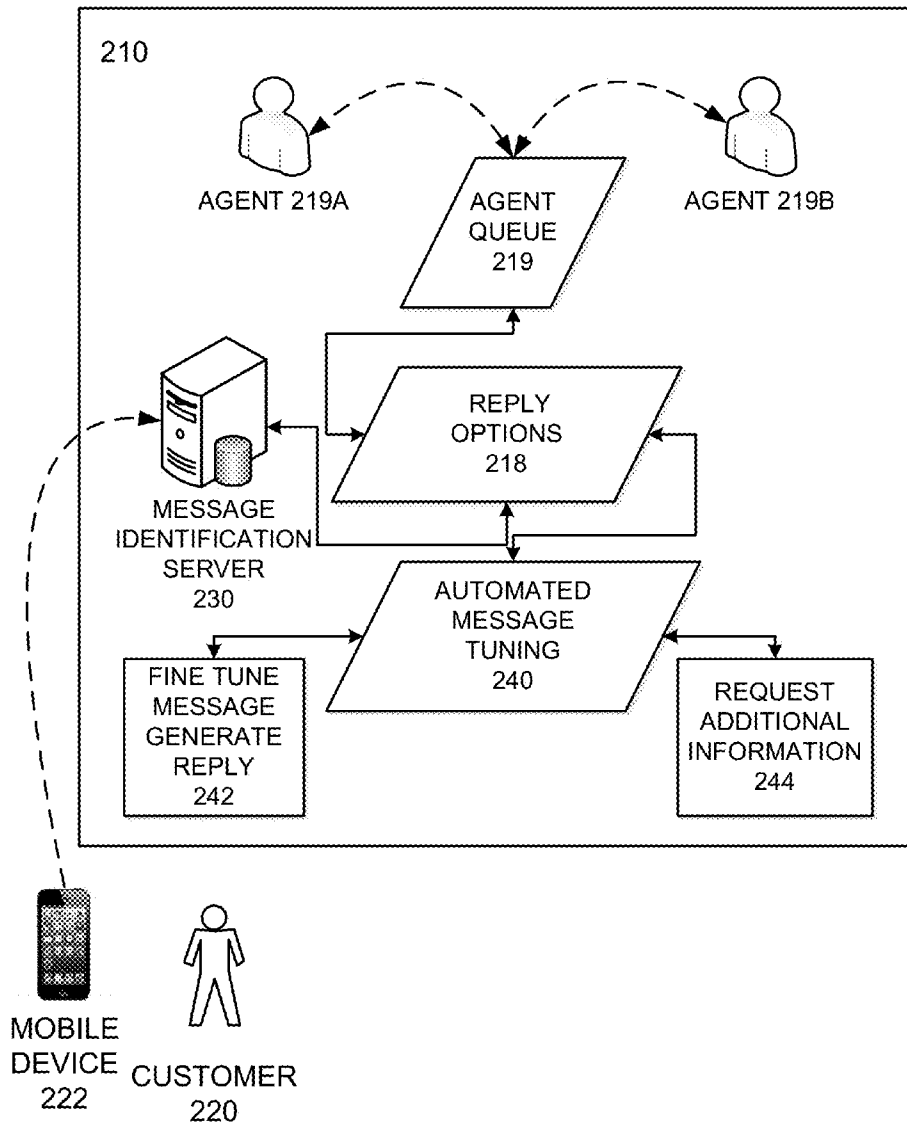 210
AGENT 219A
AGENT 219B
AGENT
QUEUE
219
REPLY
OPTIONS
218
MESSAGE
IDENTIFICATION
SERVER
230
AUTOMATED
MESSAGE
TUNING
240
FINE TUNE
MESSAGE
GENERATE
REPLY
242
REQUEST
ADDITIONAL
INFORMATION
244
MOBILE
DEVICE
222
CUSTOMER
220